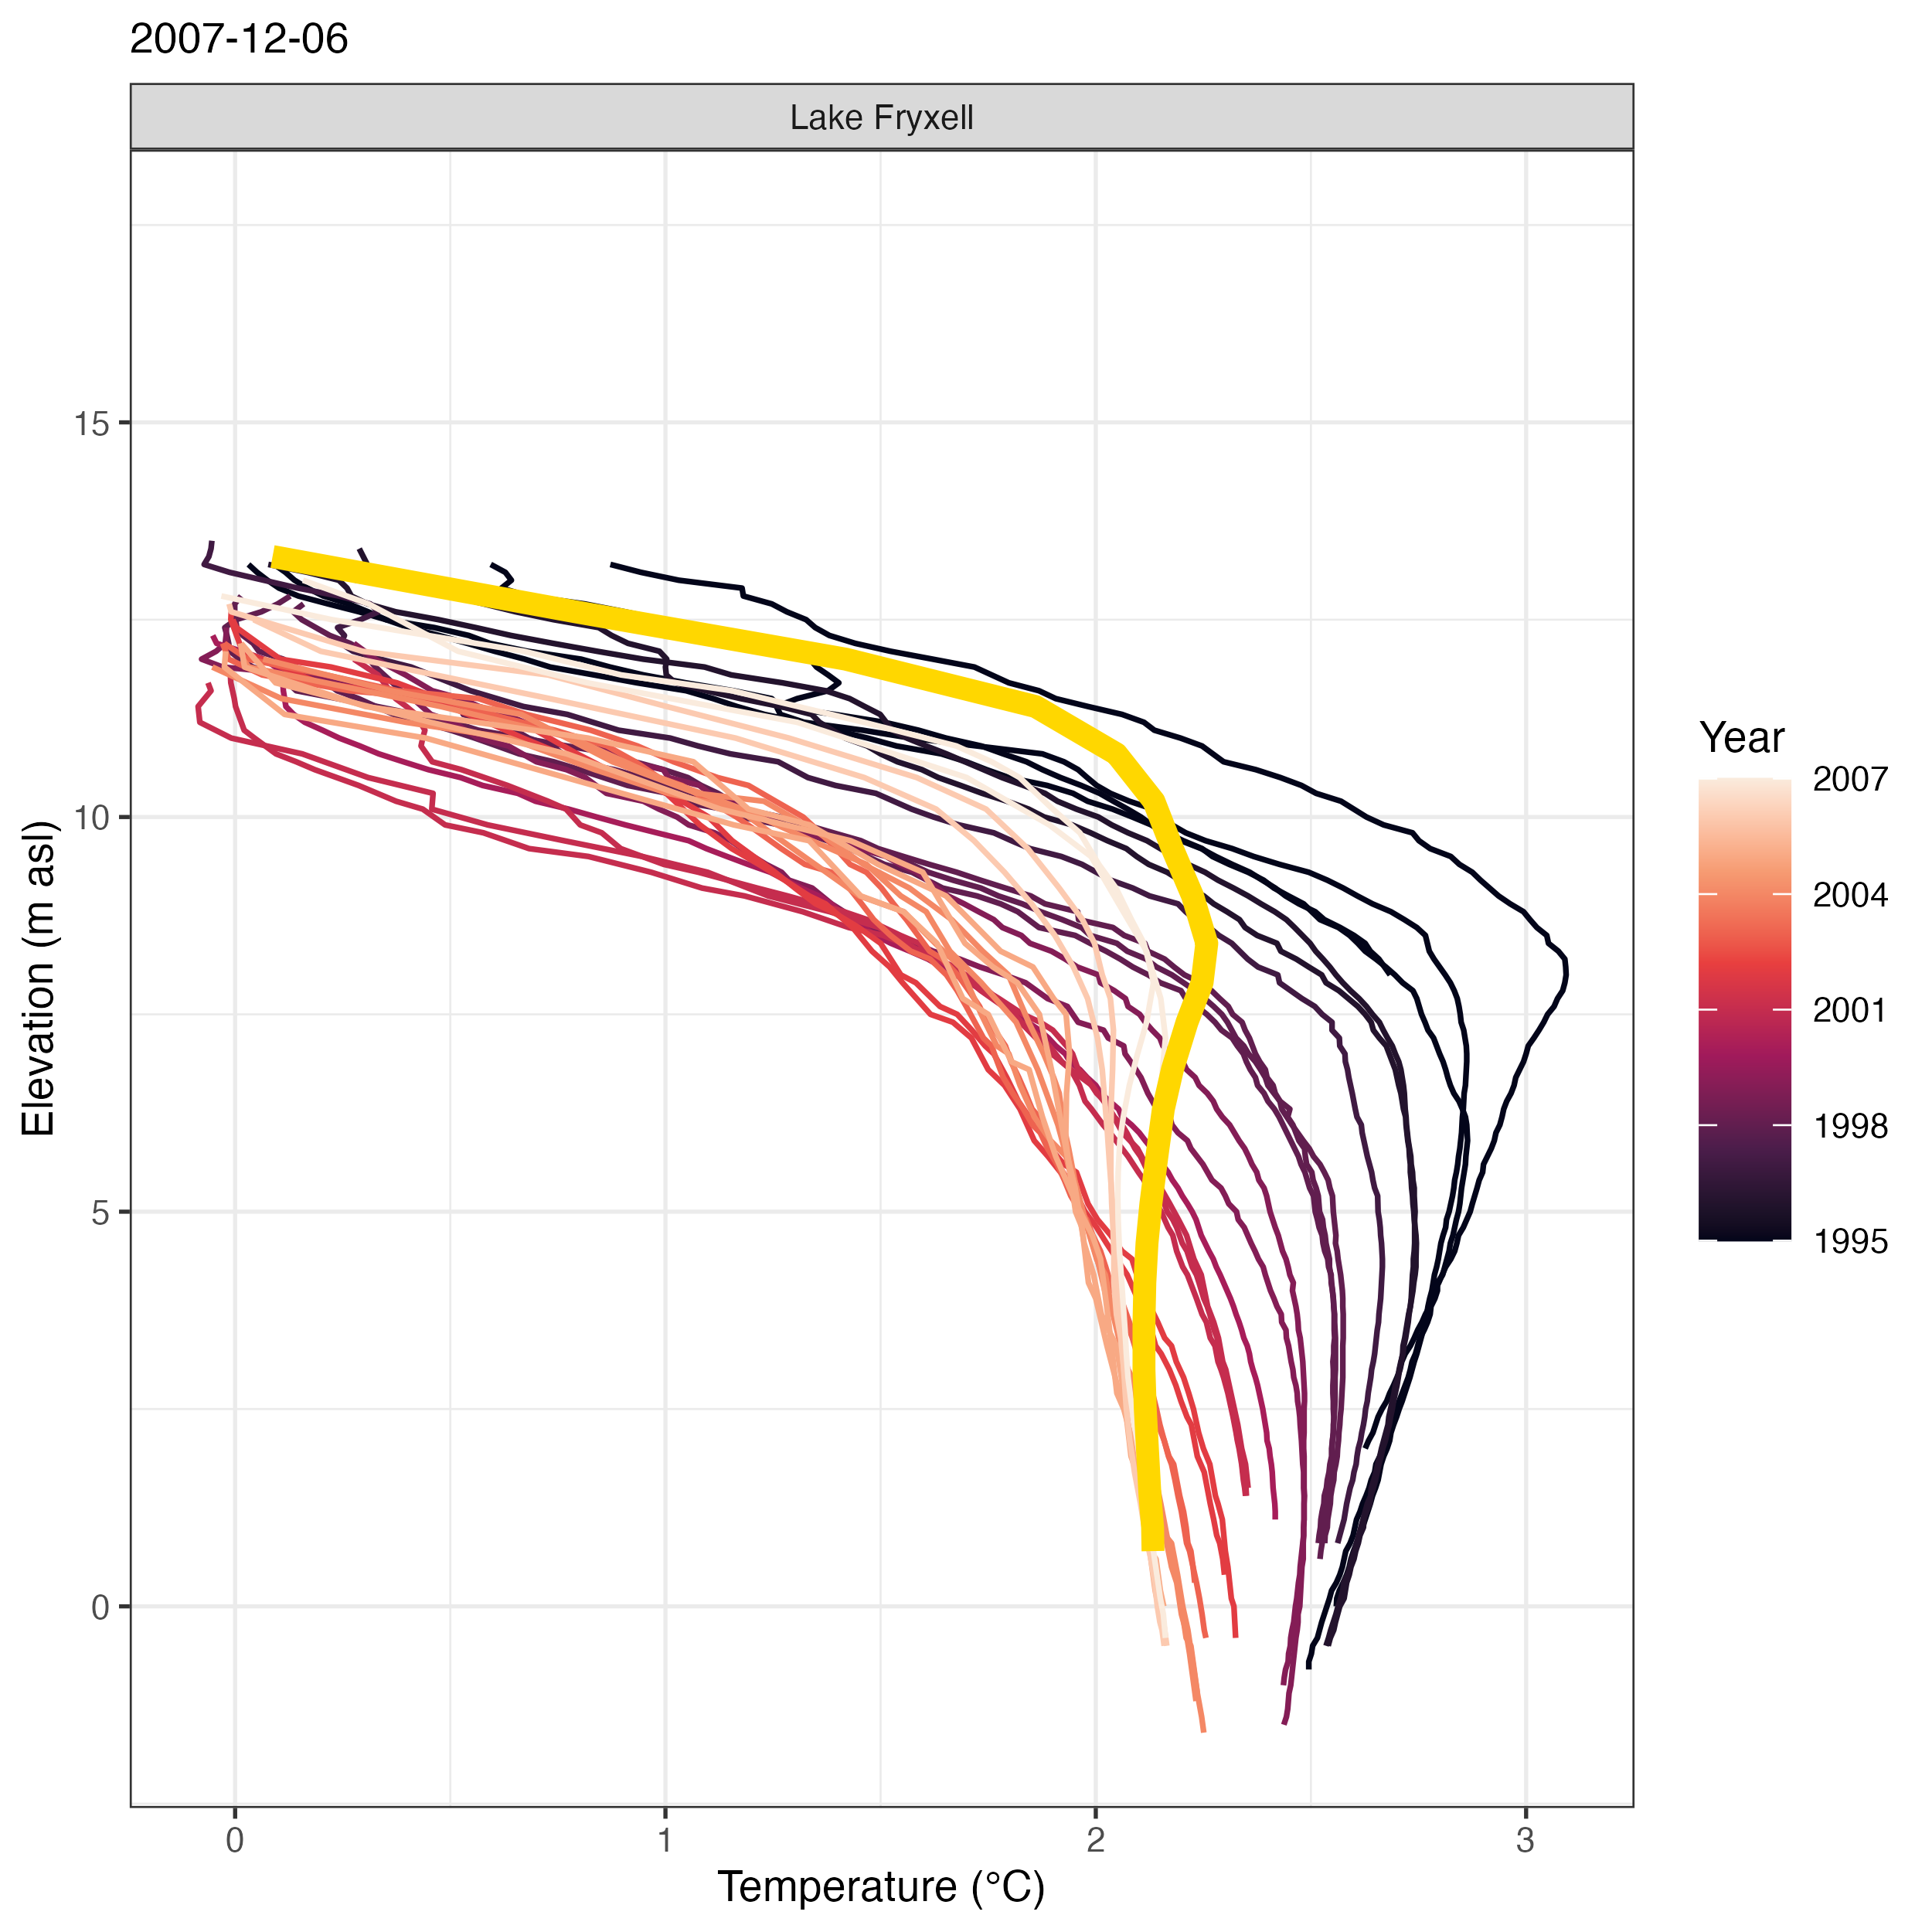 2007-12-06
Lake Fryxell
15
10
5
0
Elevation (m asl)
0 1 2 3
Temperature (°C)
Year
2007
2004
2001
1998
1995